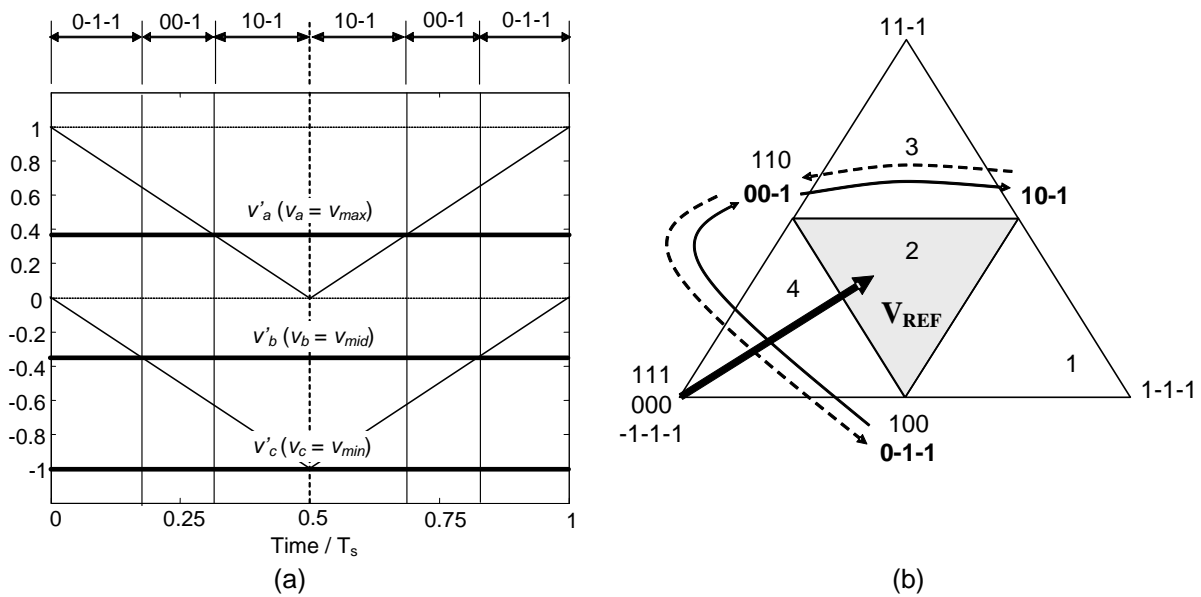 0-1-1 00-1 10-1 10-1 00-1 0-1-1
1
0.8
0.6
0.4
0.2
0
-0.2
-0.4
-0.6
-0.8
-1
v'a (va = vmax)
v'b (vb = vmid)
v'c (vc = vmin)
0 0.25 0.5 0.75 1
Time / Ts
(a)
11-1
3
110
00-1
10-1
2
4
VREF
1
111
000
-1-1-1
100
0-1-1
1-1-1
(b)